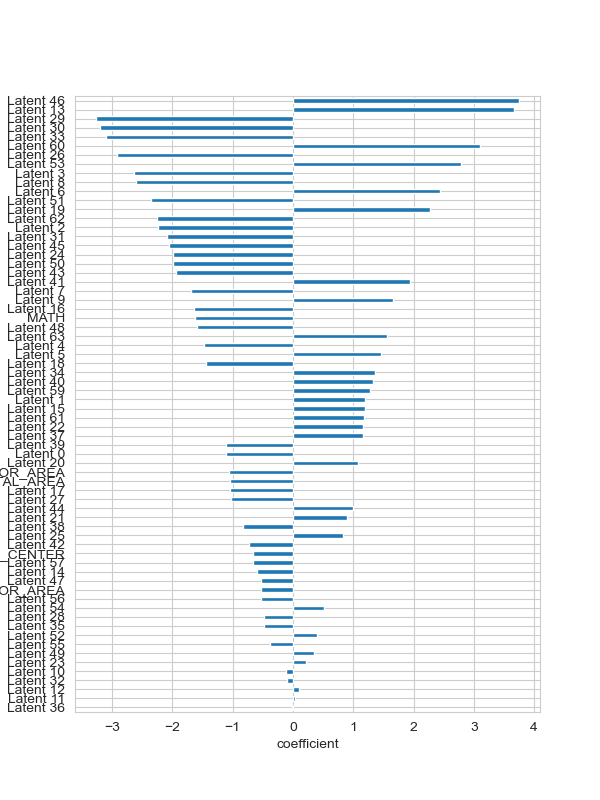 Latent 46
Latent 13
Latent 29
Latent 30
Latent 33
Latent 60
Latent 26
Latent 53
Latent 3
Latent 8
Latent 6
Latent 51
Latent 19
Latent 62
Latent 2
Latent 31
Latent 45
Latent 24
Latent 50
Latent 43
Latent 41
Latent 7
Latent 9
Latent 16
MATH
Latent 48
Latent 63
Latent 4
Latent 5
Latent 18
Latent 34
Latent 40
Latent 59
Latent 1
Latent 15
Latent 61
Latent 22
Latent 37
Latent 39
Latent 0
Latent 20
OR_AREA
AL_AREA
Latent 17
Latent 27
Latent 44
Latent 21
Latent 38
Latent 25
Latent 42
_CENTER
Latent 57
Latent 14
Latent 47
OR_AREA
Latent 56
Latent 54
Latent 28
Latent 35
Latent 52
Latent 55
Latent 49
Latent 23
Latent 10
Latent 32
Latent 12
Latent 11
Latent 36
−3 −2 −1 0 1 2 3 4
coefficient